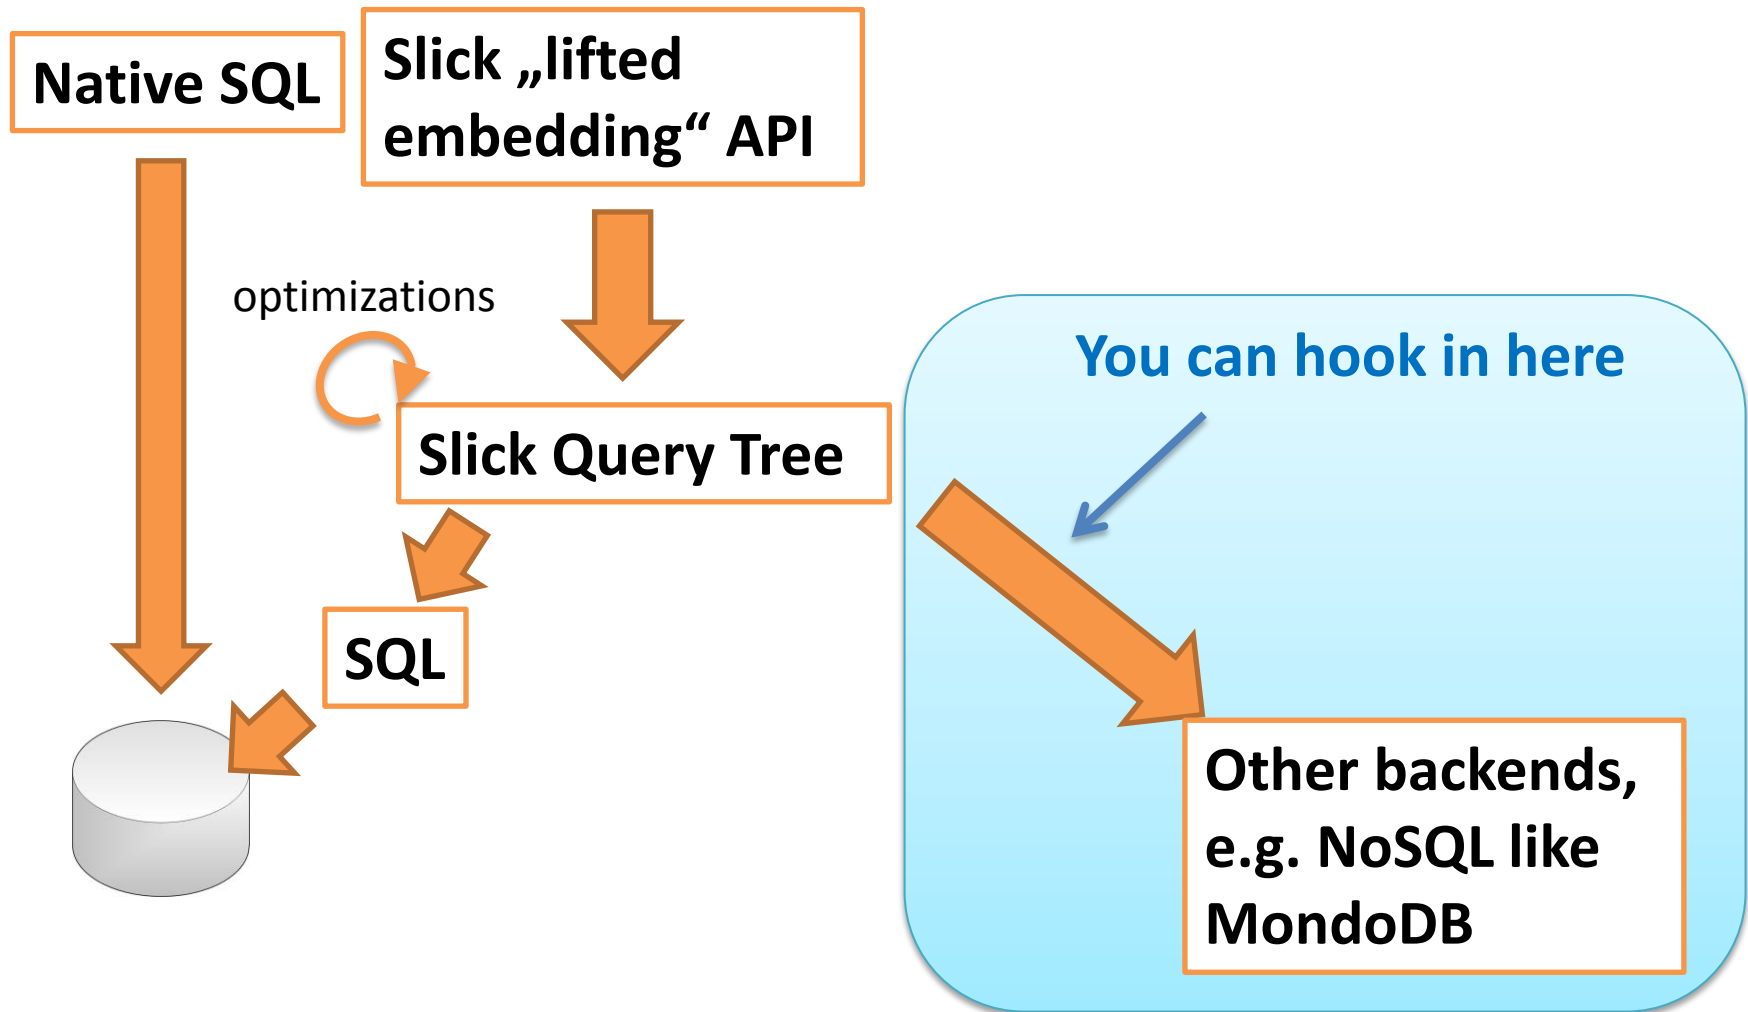 Native SQL
Slick „lifted
embedding“ API
optimizations
You can hook in here
Slick Query Tree
SQL
Other backends,
e.g. NoSQL like
MondoDB